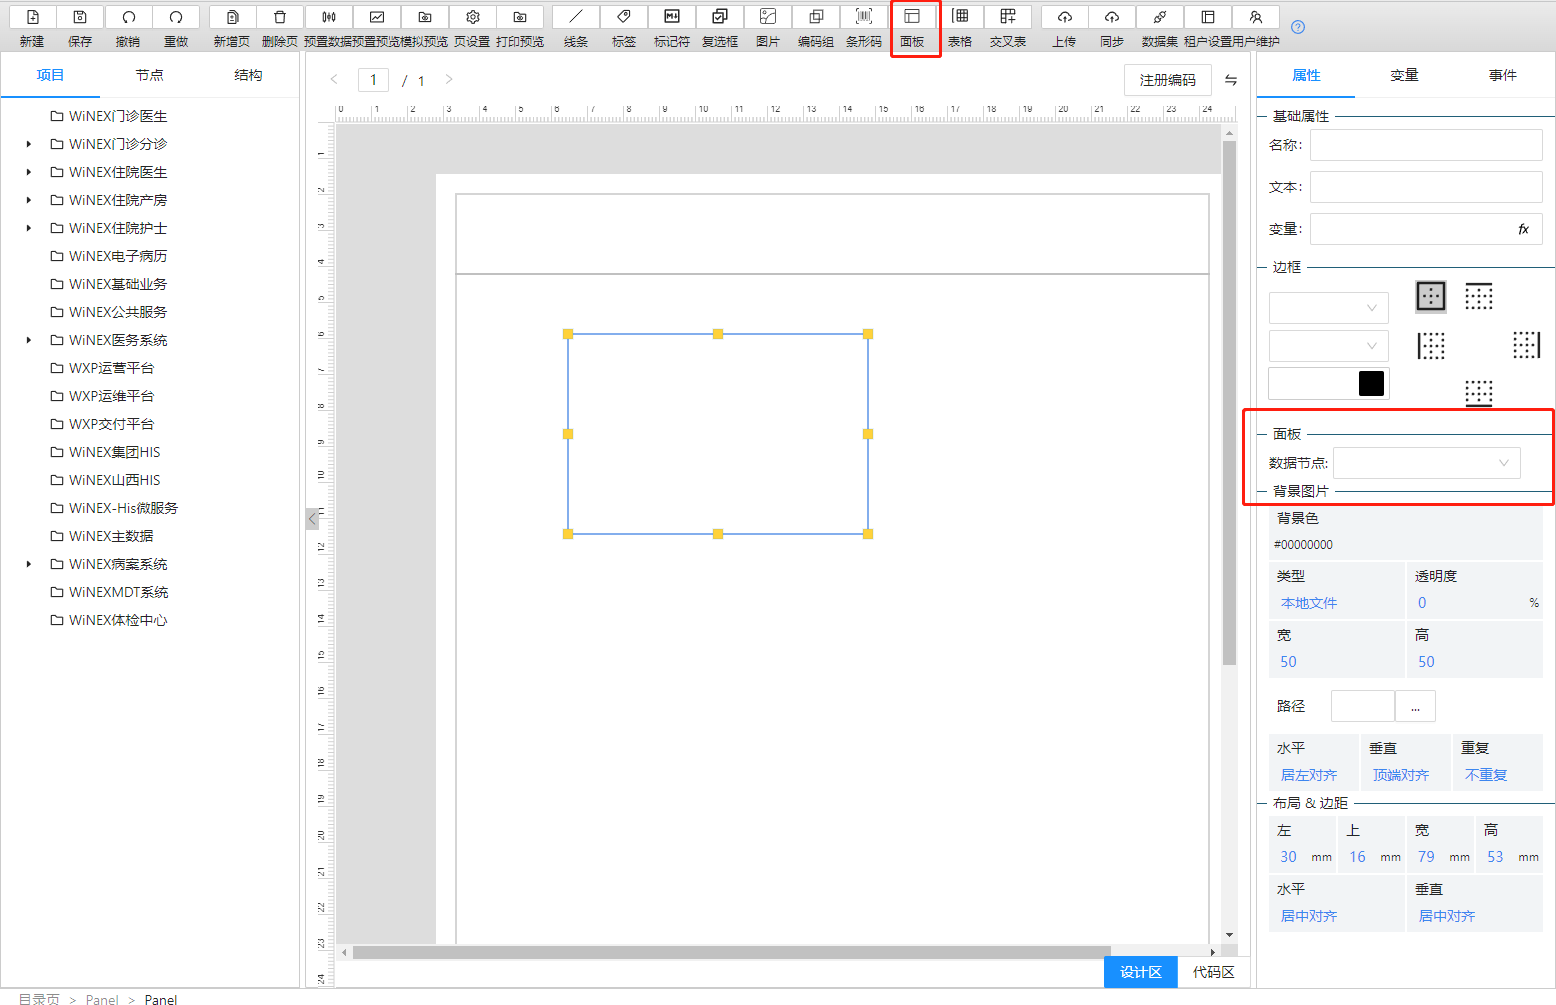 新建 保存 撤销 重做 新增页 删除页 预置数据预置预览模拟预览 页设置 打印预览 线条 标签 标记符 复选框 图片 编码组 条形码 面板 表格 交叉表 上传 同步 数据集 租户设置用户维护
项目 节点 结构
1 / 1
注册编码
属性 变量 事件
0 1 2 3 4 5 6 7 8 9 10 11 12 13 14 15 16 17 18 19 20 21 22 23 24
1
2
3
4
5
6
7
8
9
10
11
12
13
14
15
16
17
18
19
20
21
22
23
24
WiNEX门诊医生
WiNEX门诊分诊
WiNEX住院医生
WiNEX住院产房
WiNEX住院护士
WiNEX电子病历
WiNEX基础业务
WiNEX公共服务
WiNEX医务系统
WXP运营平台
WXP运维平台
WXP交付平台
WiNEX集团HIS
WiNEX山西HIS
WiNEX-His微服务
WiNEX主数据
WiNEX病案系统
WiNEXMDT系统
WiNEX体检中心
基础属性
名称:
文本:
变量: fx
边框
面板
数据节点:
背景图片
背景色
#00000000
类型 透明度
本地文件 0 %
宽 高
50 50
路径 ...
水平 垂直 重复
居左对齐 顶端对齐 不重复
布局 & 边距
左 上 宽 高
30 mm 16 mm 79 mm 53 mm
水平 垂直
居中对齐 居中对齐
设计区 代码区
目录页 > Panel > Panel